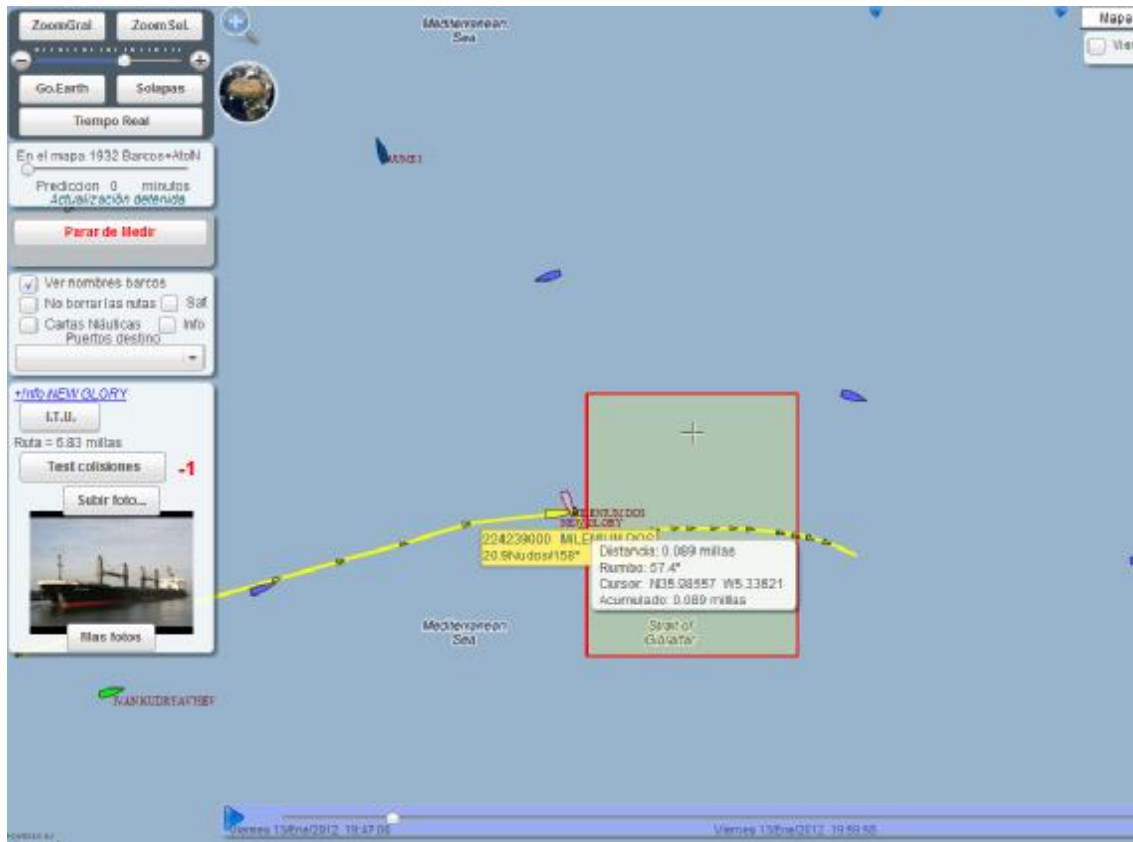 ZoomGral
ZoomSel.
Go.Earth
Solapas
Tiempo Real
En el mapa 1932 Barcos+AtoN
Prediccion 0 minutos
Actualización detenida
Parar de Medir
Ver nombres barcos
No borrar las rutas
Sat
Cartas Náuticas
Info
Puertos destino
+Info NEW GLORY
I.T.U.
Ruta = 6.83 millas
Test colisiones
-1
Subir foto...
Mas fotos
Mediterranean
Sea
Mapa
NEW GLORY
224239000 MILENIUM DOS
20.9Nudos/158°
Distancia: 0.089 millas
Rumbo: 57.4°
Cursor: N35.98557 W5.33621
Acumulado: 0.089 millas
Mediterranean
Sea
Strait of
Gibraltar
Viernes 13/Ene/2012 19:47:06
Viernes 13/Ene/2012